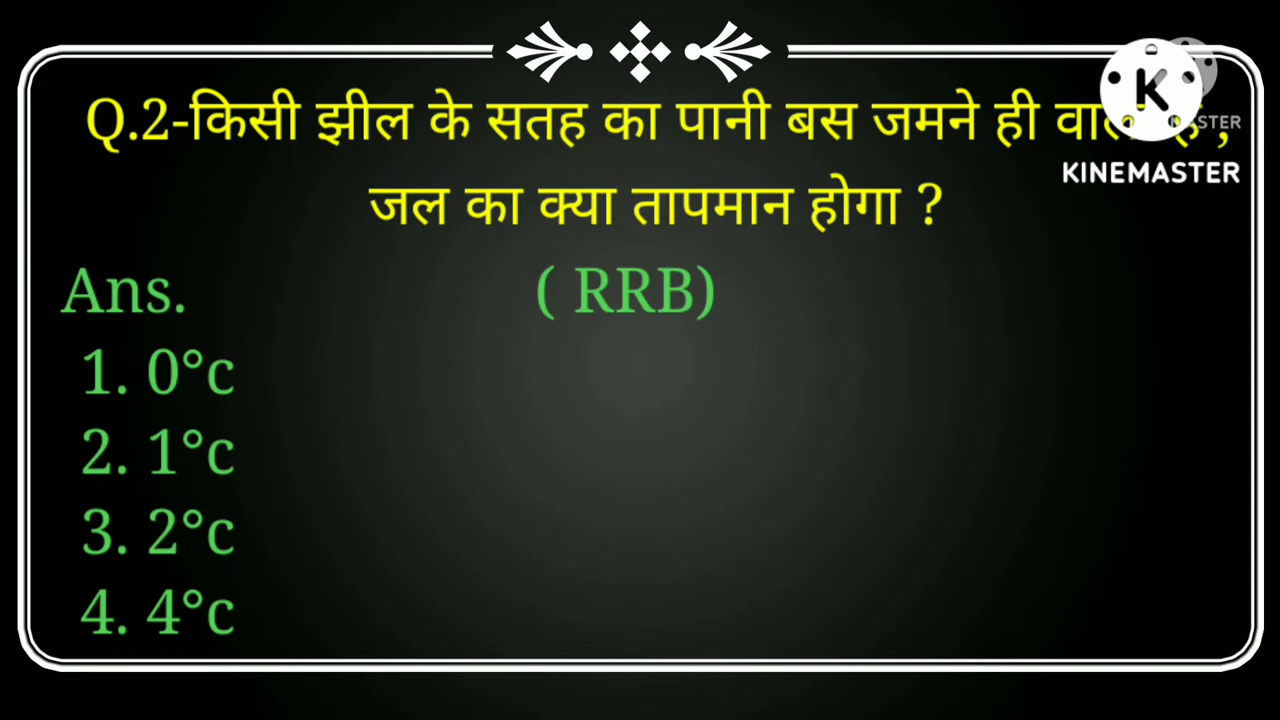 Q.2-किसी झील के सतह का पानी बस जमने ही
जल का क्या तापमान होगा ?
Ans. ( RRB)
1. 0°c
2. 1°c
3. 2°c
4. 4°c
K
KINEMASTER